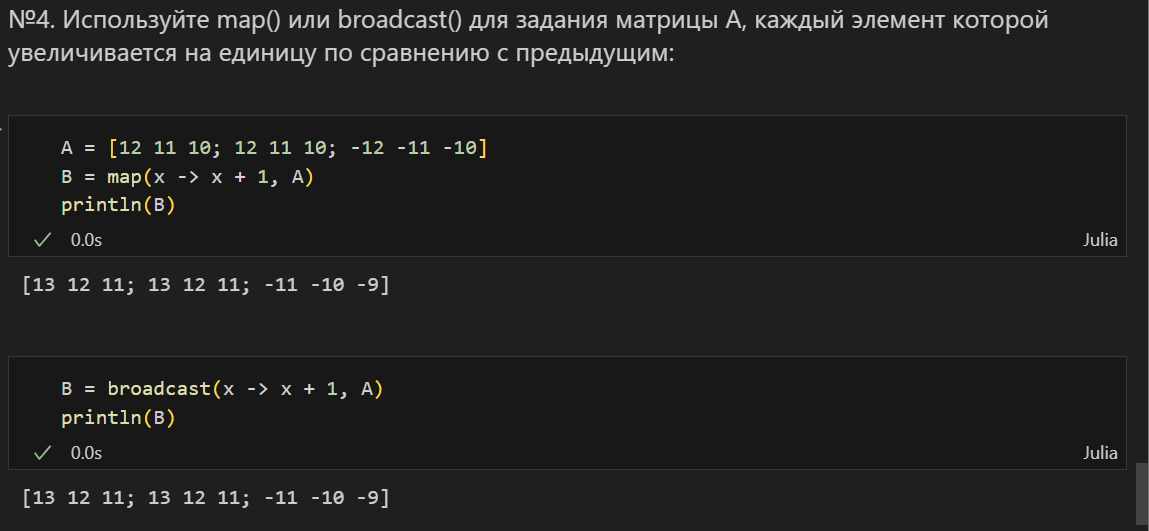 №4. Используйте map() или broadcast() для задания матрицы А, каждый элемент которой
увеличивается на единицу по сравнению с предыдущим:
A = [12 11 10; 12 11 10; -12 -11 -10]
B = map(x -> x + 1, A)
println(B)
0.0s
Julia
[13 12 11; 13 12 11; -11 -10 -9]
B = broadcast(x -> x + 1, A)
println(B)
0.0s
Julia
[13 12 11; 13 12 11; -11 -10 -9]